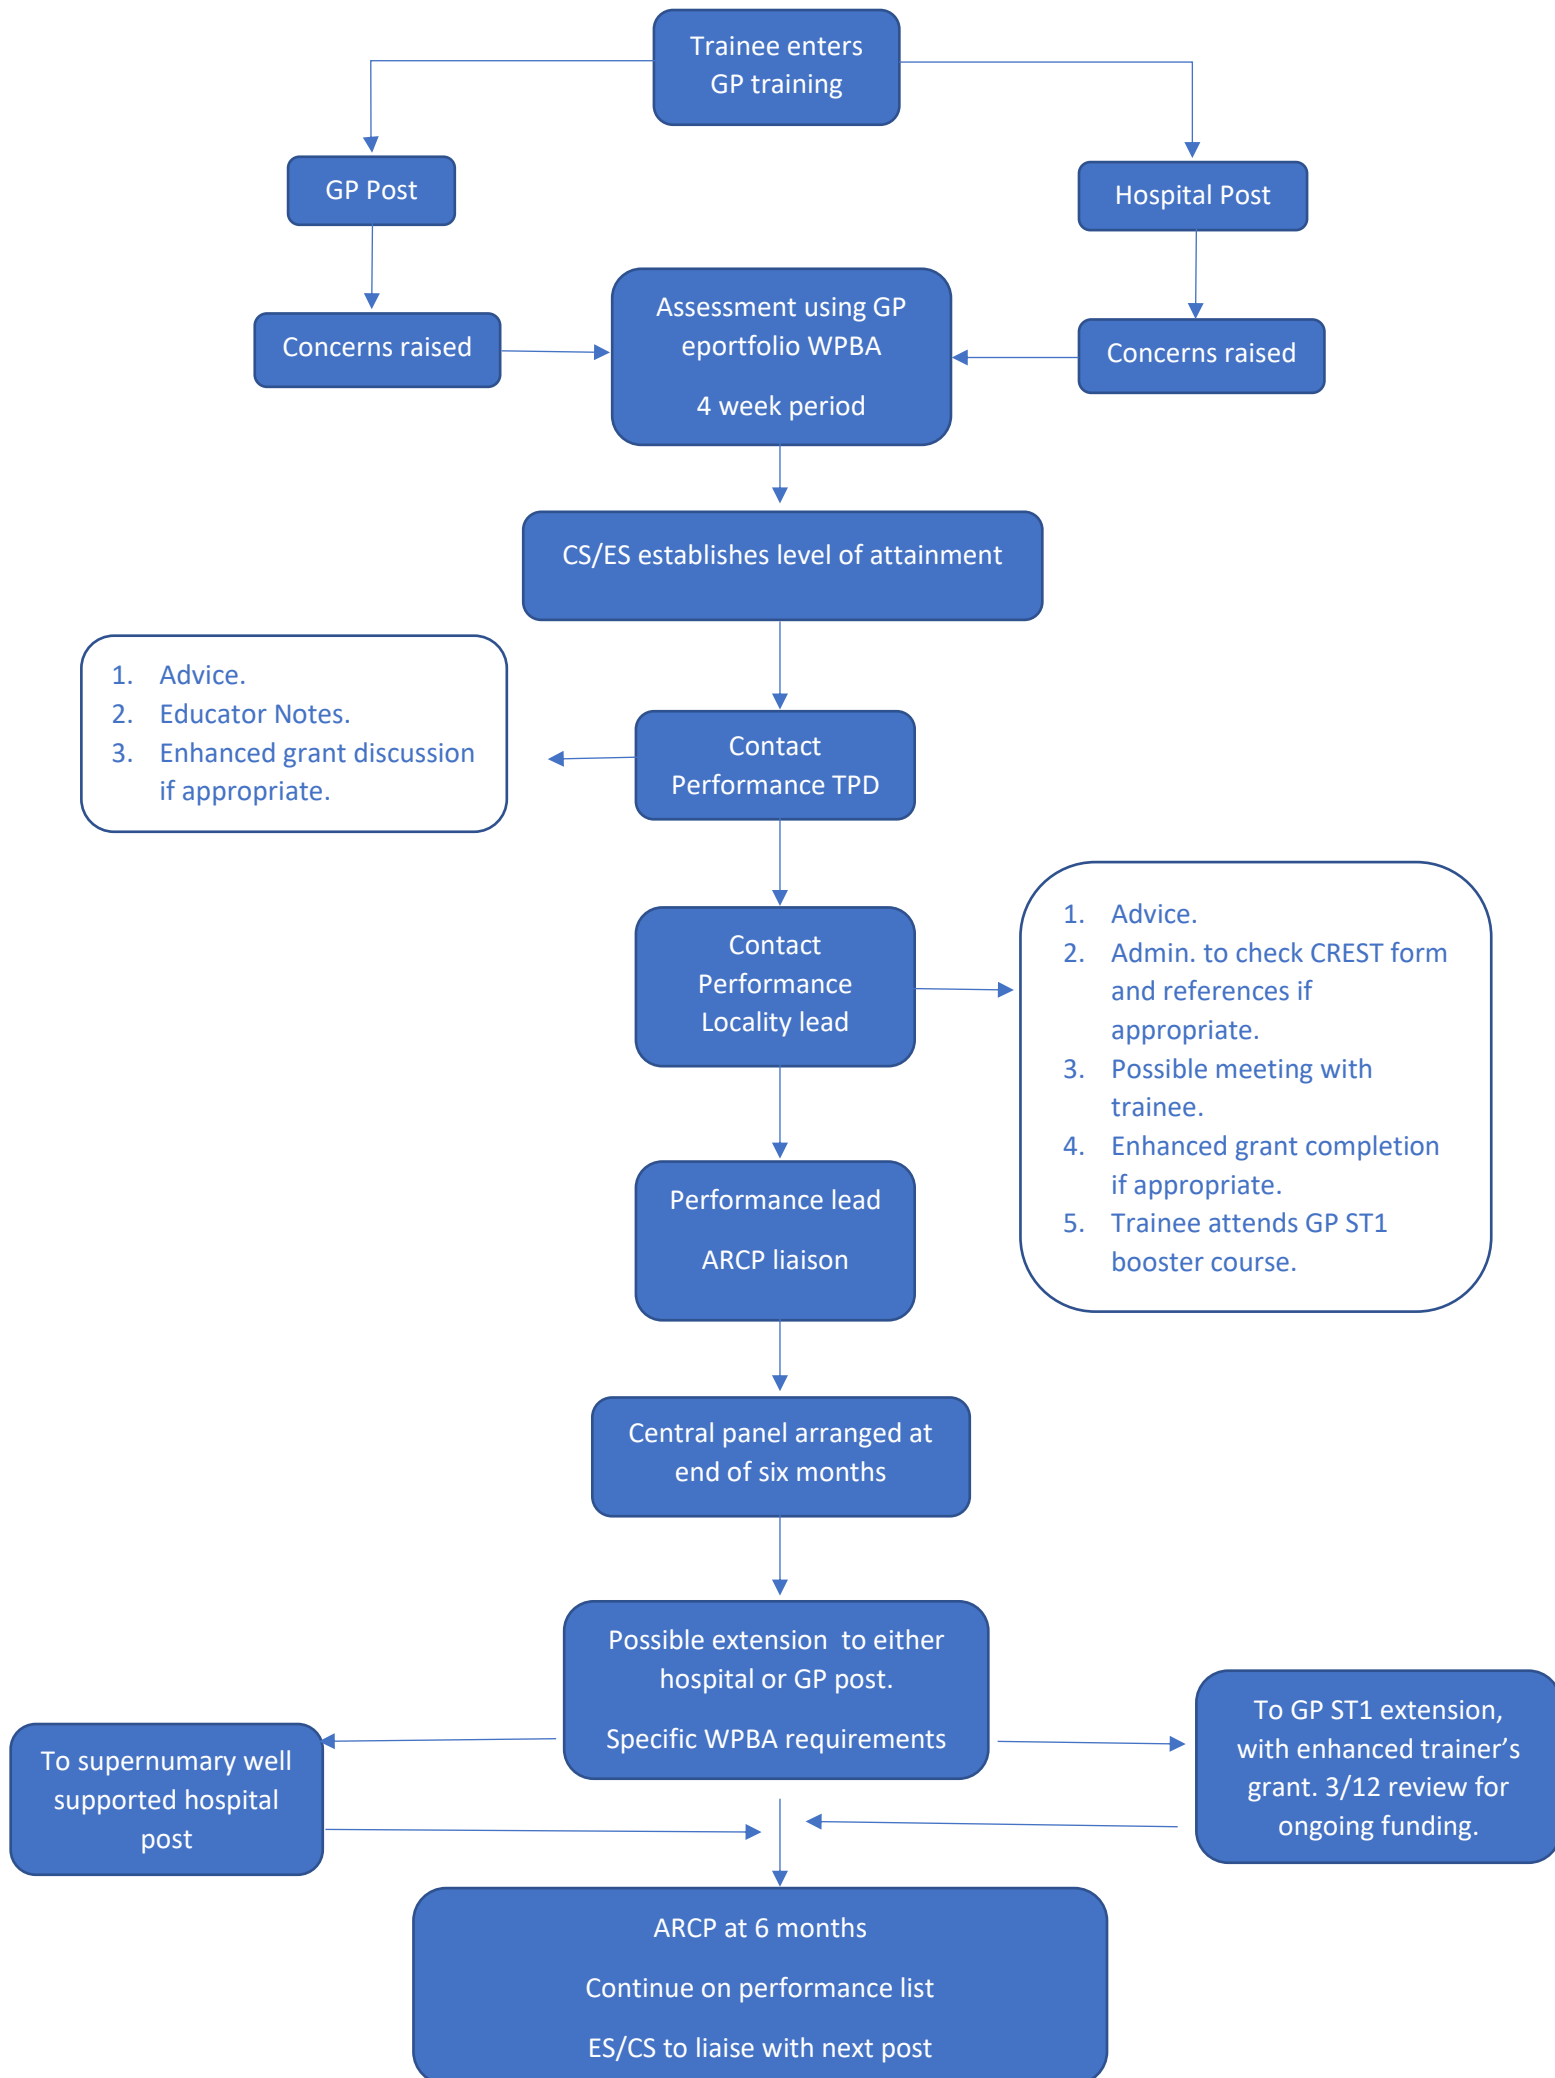 Trainee enters
GP training
GP Post
Hospital Post
Concerns raised
Assessment using GP
eportfolio WPBA
4 week period
Concerns raised
CS/ES establishes level of attainment
1. Advice.
2. Educator Notes.
3. Enhanced grant discussion
if appropriate.
Contact
Performance TPD
Contact
Performance
Locality lead
1. Advice.
2. Admin. to check CREST form
and references if
appropriate.
3. Possible meeting with
trainee.
4. Enhanced grant completion
if appropriate.
5. Trainee attends GP ST1
booster course.
Performance lead
ARCP liaison
Central panel arranged at
end of six months
Possible extension to either
hospital or GP post.
Specific WPBA requirements
To supernumary well
supported hospital
post
To GP ST1 extension,
with enhanced trainer’s
grant. 3/12 review for
ongoing funding.
ARCP at 6 months
Continue on performance list
ES/CS to liaise with next post